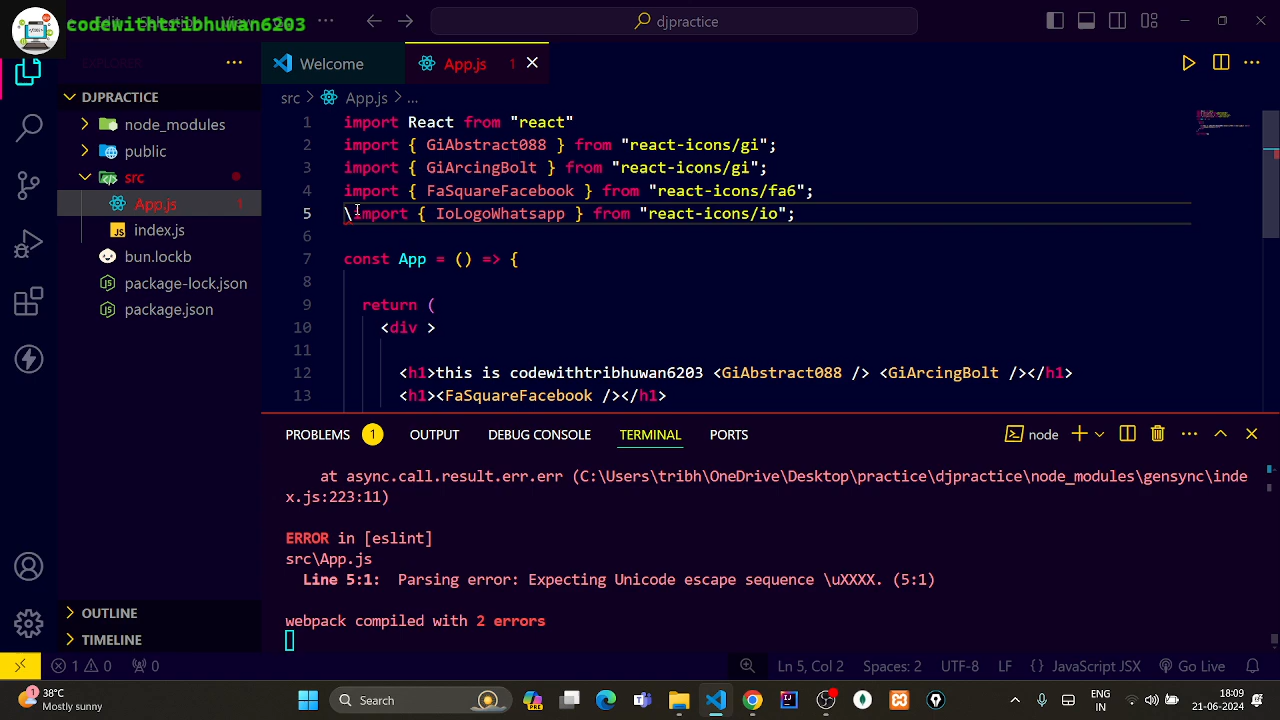 codewithtribhuwan6203
djpractice
EXPLORER
Welcome
App.js 1
DJPRACTICE
node_modules
public
src
App.js 1
index.js
bun.lockb
package-lock.json
package.json
OUTLINE
TIMELINE
src > App.js > ...
1 import React from "react"
2 import { GiAbstract088 } from "react-icons/gi";
3 import { GiArcingBolt } from "react-icons/gi";
4 import { FaSquareFacebook } from "react-icons/fa6";
5 \import { IoLogoWhatsapp } from "react-icons/io";
6
7 const App = () => {
8
9 return (
10 <div >
11
12 <h1>this is codewithtribhuwan6203 <GiAbstract088 /> <GiArcingBolt /></h1>
13 <h1><FaSquareFacebook /></h1>
PROBLEMS 1 OUTPUT DEBUG CONSOLE TERMINAL PORTS node
at async.call.result.err.err (C:\Users\tribh\OneDrive\Desktop\practice\djpractice\node_modules\gensync\inde
x.js:223:11)
ERROR in [eslint]
src\App.js
Line 5:1: Parsing error: Expecting Unicode escape sequence \uXXXX. (5:1)
webpack compiled with 2 errors
1 0 0 Ln 5, Col 2 Spaces: 2 UTF-8 LF {} JavaScript JSX Go Live
38°C
Mostly sunny
Search
ENG
IN
18:09
21-06-2024